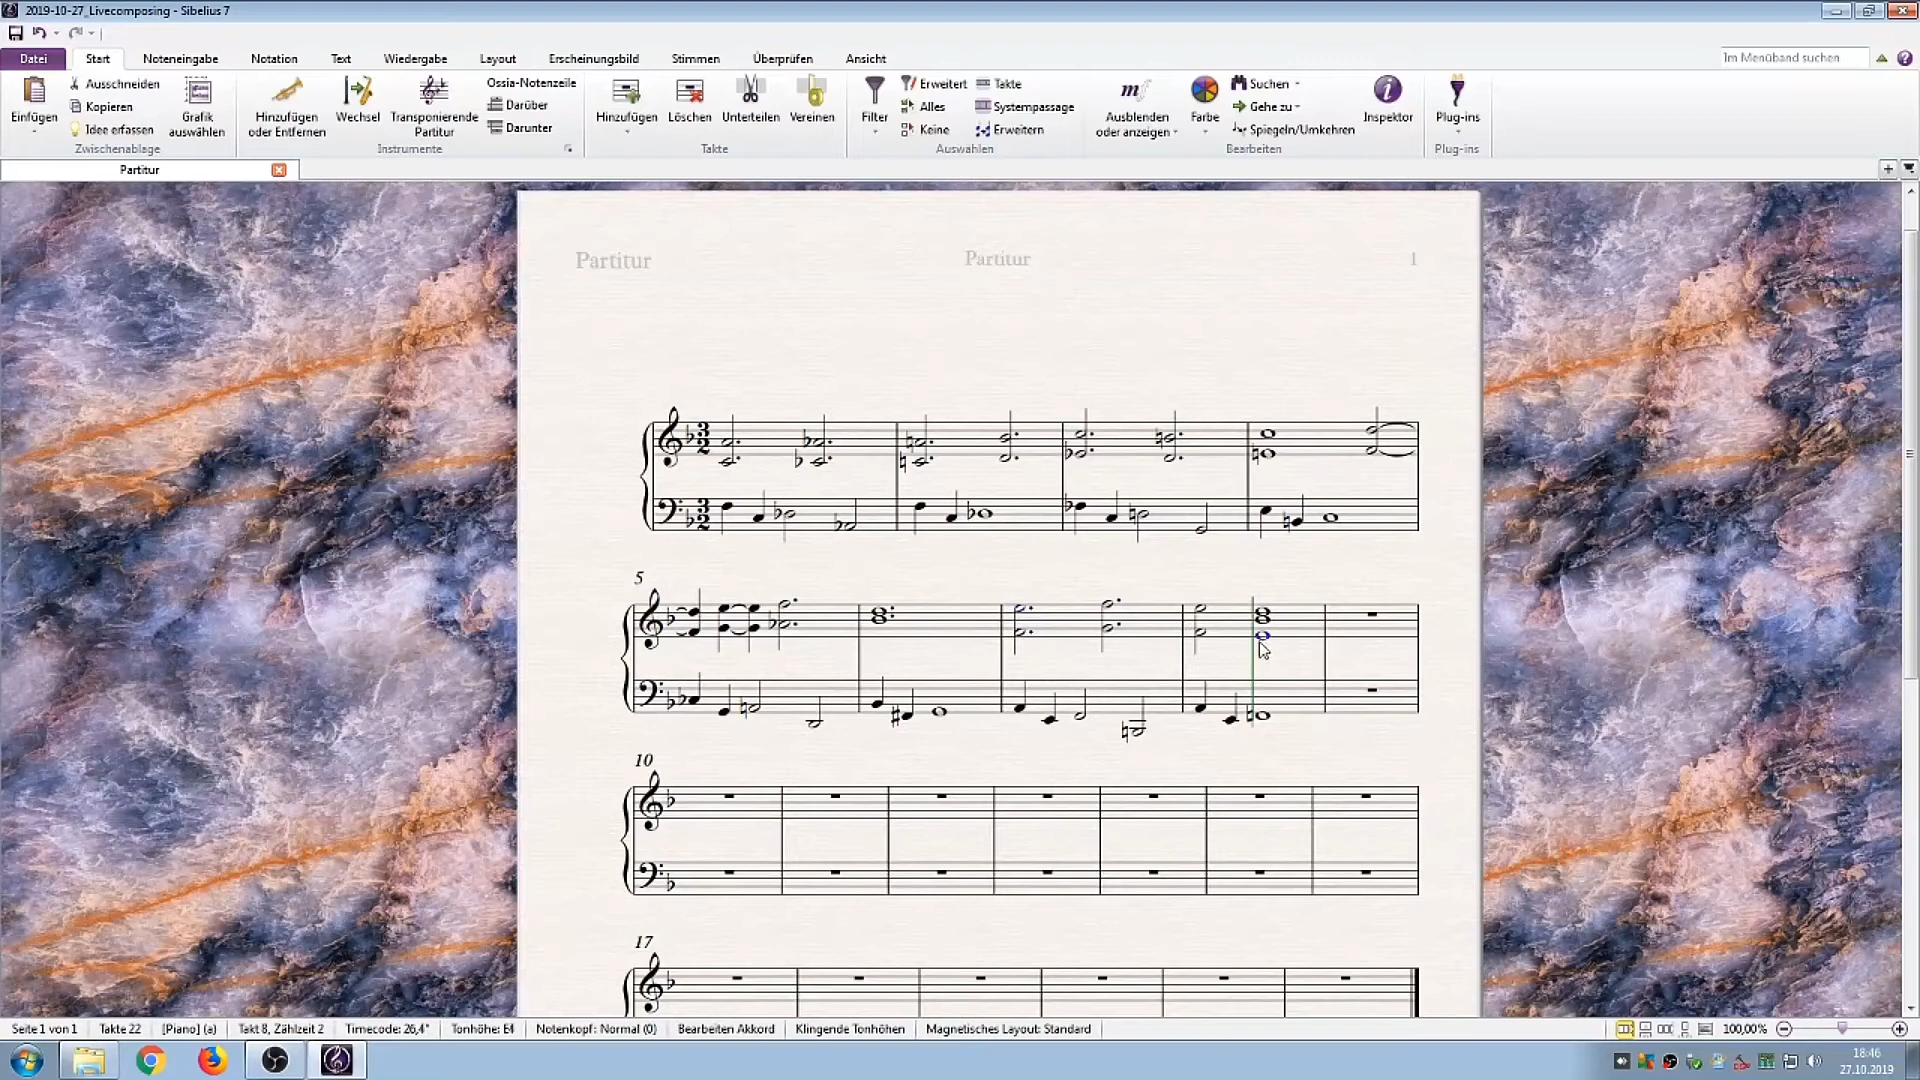 2019-10-27_Livecomposing - Sibelius 7
Datei Start Noteneingabe Notation Text Wiedergabe Layout Erscheinungsbild Stimmen Überprüfen Ansicht Im Menüband suchen
Einfügen
Ausschneiden
Kopieren
Idee erfassen
Grafik auswählen
Zwischenablage
Hinzufügen oder Entfernen
Wechsel
Transponierende Partitur
Ossia-Notenzeile
Darüber
Darunter
Instrumente
Hinzufügen
Löschen
Unterteilen
Vereinen
Takte
Filter
Erweitert
Alles
Keine
Takte
Systempassage
Erweitern
Auswählen
Ausblenden oder anzeigen
Farbe
Suchen
Gehe zu
Spiegeln/Umkehren
Bearbeiten
Inspektor
Plug-ins
Plug-ins
Partitur
Partitur Partitur 1
3
2
3
2
5
10
17
Seite 1 von 1 Takte 22 [Piano] (a) Takt 8, Zählzeit 2 Timecode: 26,4" Tonhöhe: E4 Notenkopf: Normal (0) Bearbeiten Akkord Klingende Tonhöhen Magnetisches Layout: Standard 100,00%
18:46
27.10.2019